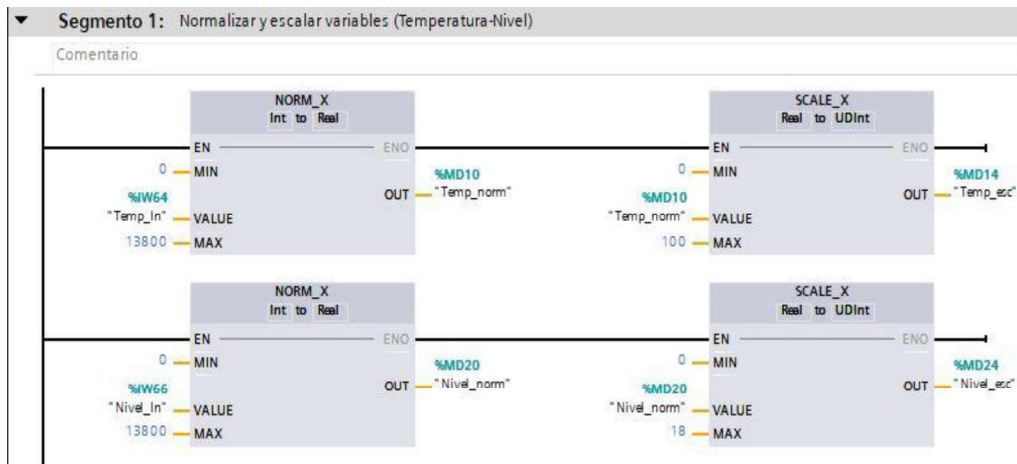 Segmento 1: Normalizar y escalar variables (Temperatura-Nivel)
Comentario
NORM_X
Int to Real
EN
ENO
0
MIN
%MD10
OUT
"Temp_norm"
%IW64
"Temp_In"
VALUE
13800
MAX
SCALE_X
Real to UDInt
EN
ENO
0
MIN
%MD14
OUT
"Temp_esc"
%MD10
"Temp_norm"
VALUE
100
MAX
NORM_X
Int to Real
EN
ENO
0
MIN
%MD20
OUT
"Nivel_norm"
%IW66
"Nivel_In"
VALUE
13800
MAX
SCALE_X
Real to UDInt
EN
ENO
0
MIN
%MD24
OUT
"Nivel_esc"
%MD20
"Nivel_norm"
VALUE
18
MAX